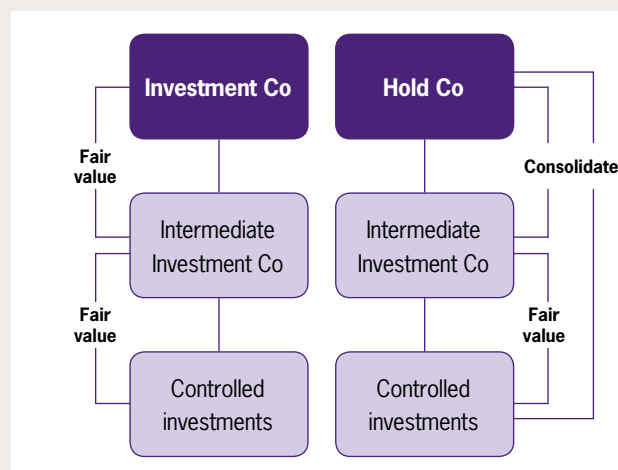 Investment Co
Hold Co
Fair
value
Consolidate
Intermediate
Investment Co
Intermediate
Investment Co
Fair
value
Fair
value
Controlled
investments
Controlled
investments